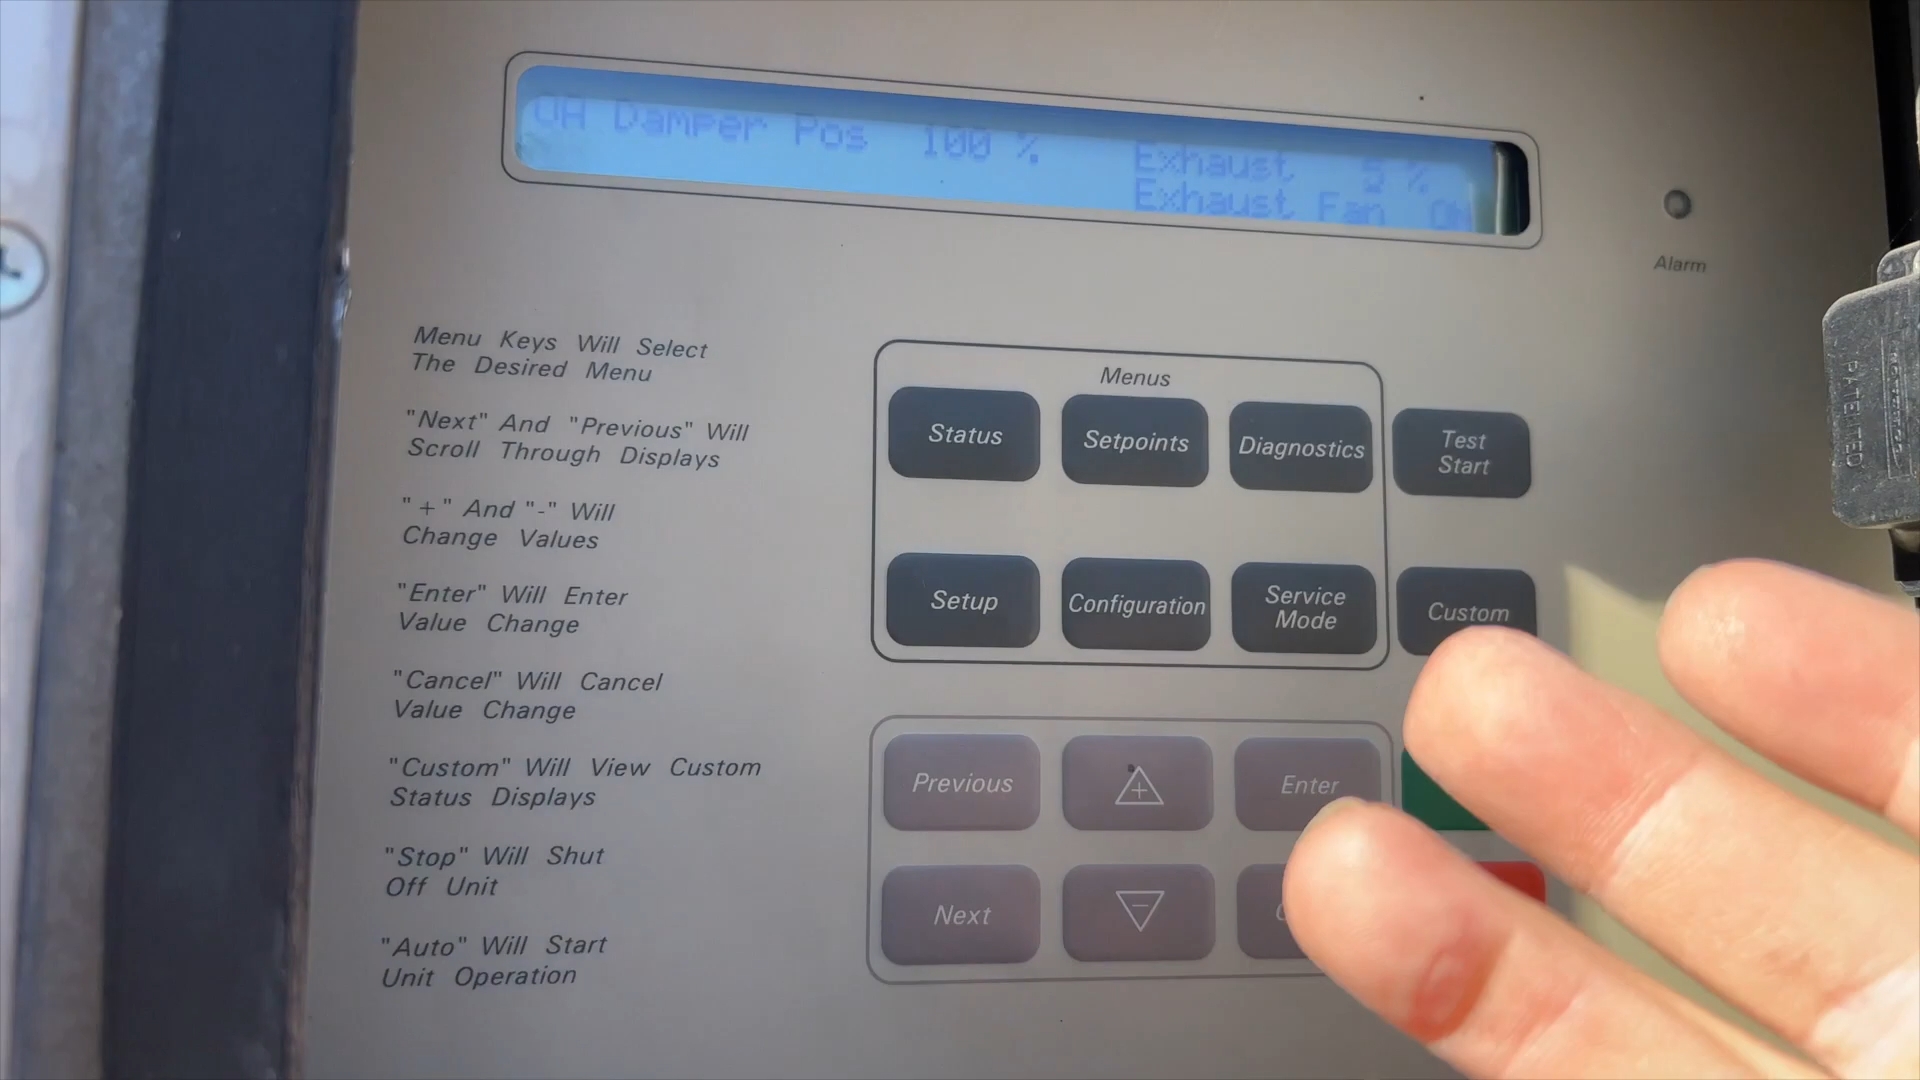 OA Damper Pos 100 % Exhaust 5 %
Exhaust Fan ON
Alarm
Menu Keys Will Select
The Desired Menu
"Next" And "Previous" Will
Scroll Through Displays
"+" And "-" Will
Change Values
"Enter" Will Enter
Value Change
"Cancel" Will Cancel
Value Change
"Custom" Will View Custom
Status Displays
"Stop" Will Shut
Off Unit
"Auto" Will Start
Unit Operation
Menus
Status
Setpoints
Diagnostics
Test
Start
Setup
Configuration
Service
Mode
Custom
Previous
+
Enter
Next
-
PATENTED